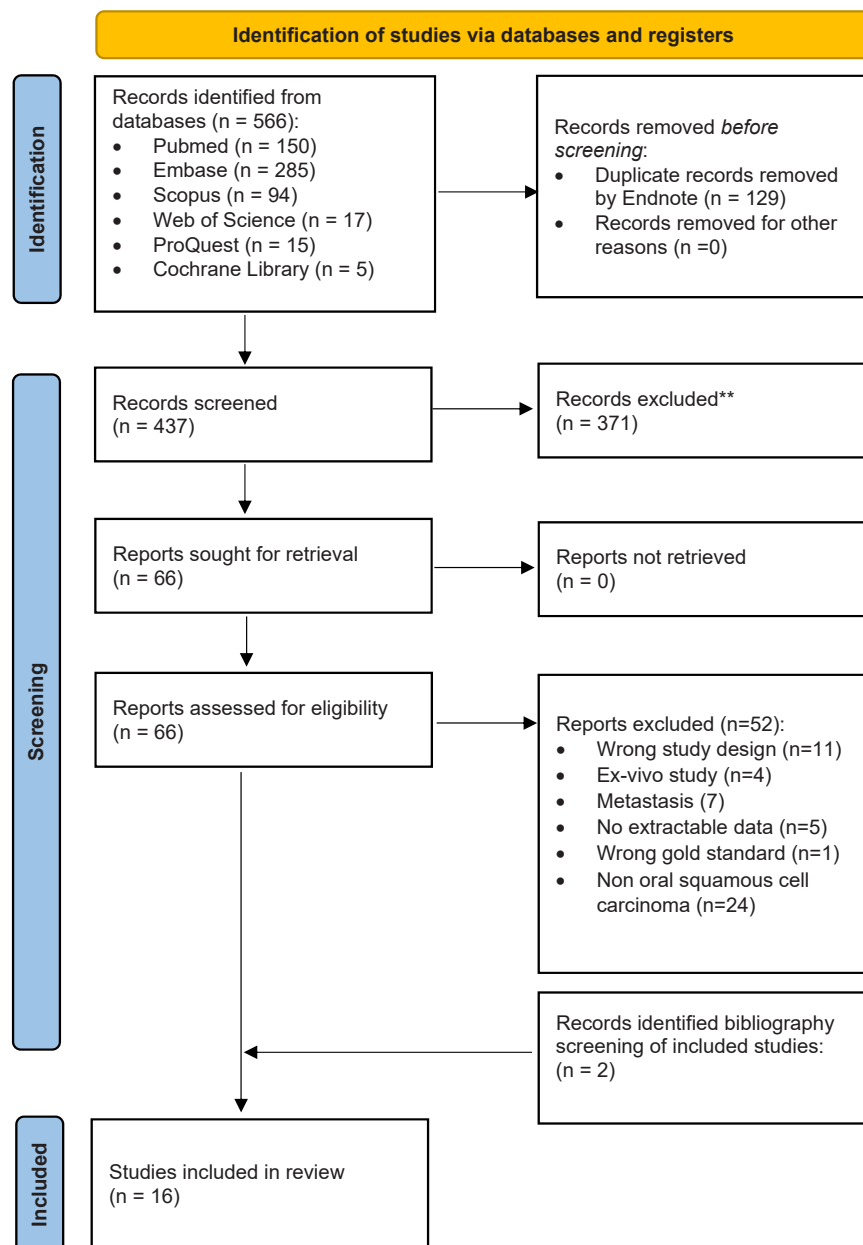 Identification of studies via databases and registers
Identification
Records identified from
databases (n = 566):
• Pubmed (n = 150)
• Embase (n = 285)
• Scopus (n = 94)
• Web of Science (n = 17)
• ProQuest (n = 15)
• Cochrane Library (n = 5)
Records removed before
screening:
• Duplicate records removed
by Endnote (n = 129)
• Records removed for other
reasons (n =0)
Screening
Records screened
(n = 437)
Records excluded**
(n = 371)
Reports sought for retrieval
(n = 66)
Reports not retrieved
(n = 0)
Reports assessed for eligibility
(n = 66)
Reports excluded (n=52):
• Wrong study design (n=11)
• Ex-vivo study (n=4)
• Metastasis (7)
• No extractable data (n=5)
• Wrong gold standard (n=1)
• Non oral squamous cell
carcinoma (n=24)
Records identified bibliography
screening of included studies:
(n = 2)
Included
Studies included in review
(n = 16)